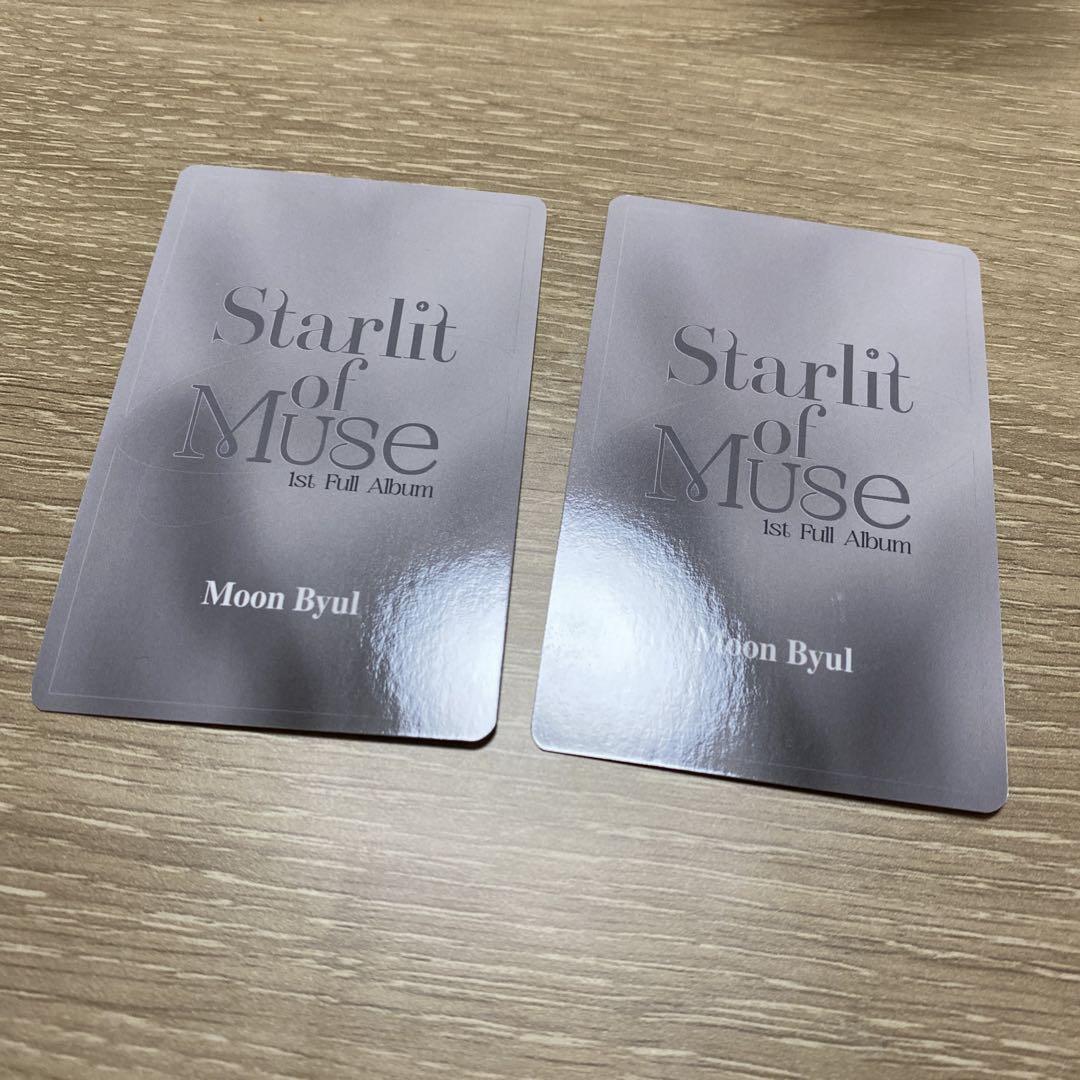 Starlit
of
Muse
1st Full Album
Moon Byul
Starlit
of
Muse
1st Full Album
Moon Byul